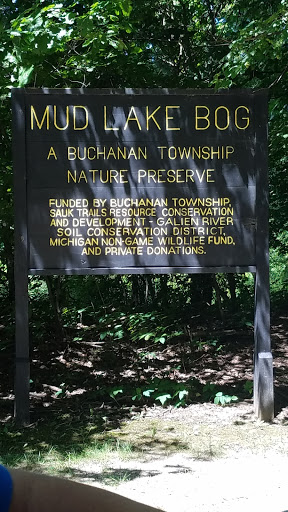 MUD LAKE BOG
A BUCHANAN TOWNSHIP
NATURE PRESERVE
FUNDED BY BUCHANAN TOWNSHIP,
SAUK TRAILS RESOURCE CONSERVATION
AND DEVELOPMENT - GALIEN RIVER
SOIL CONSERVATION DISTRICT,
MICHIGAN NON-GAME WILDLIFE FUND,
AND PRIVATE DONATIONS.